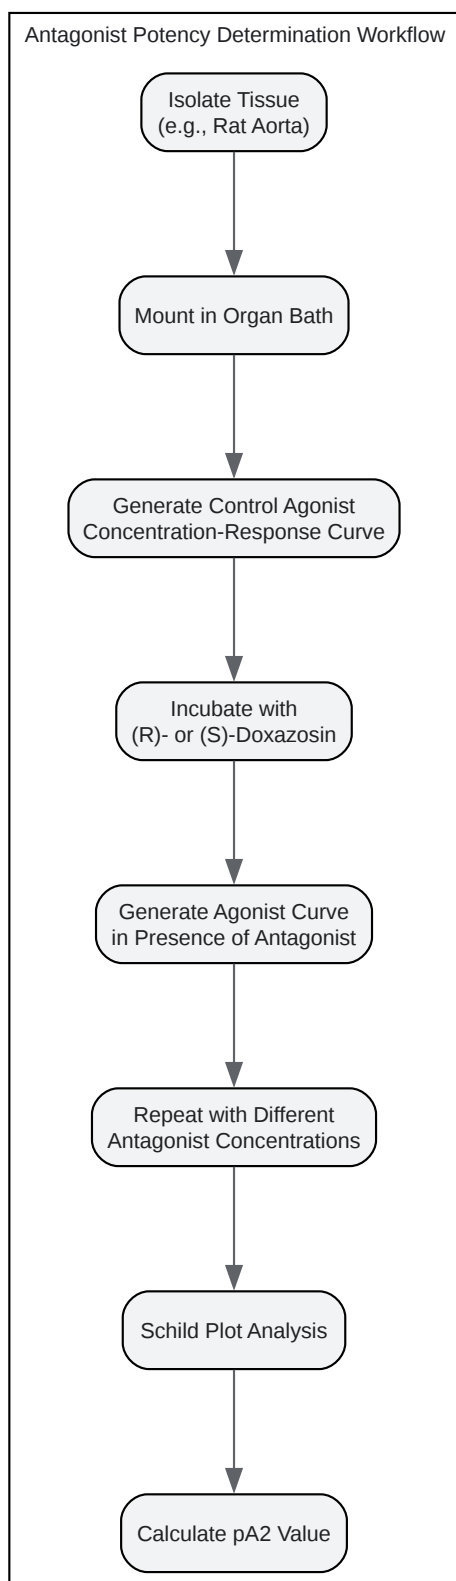 Antagonist Potency Determination Workflow
Isolate Tissue
(e.g., Rat Aorta)
Mount in Organ Bath
Generate Control Agonist
Concentration-Response Curve
Incubate with
(R)- or (S)-Doxazosin
Generate Agonist Curve
in Presence of Antagonist
Repeat with Different
Antagonist Concentrations
Schild Plot Analysis
Calculate pA2 Value